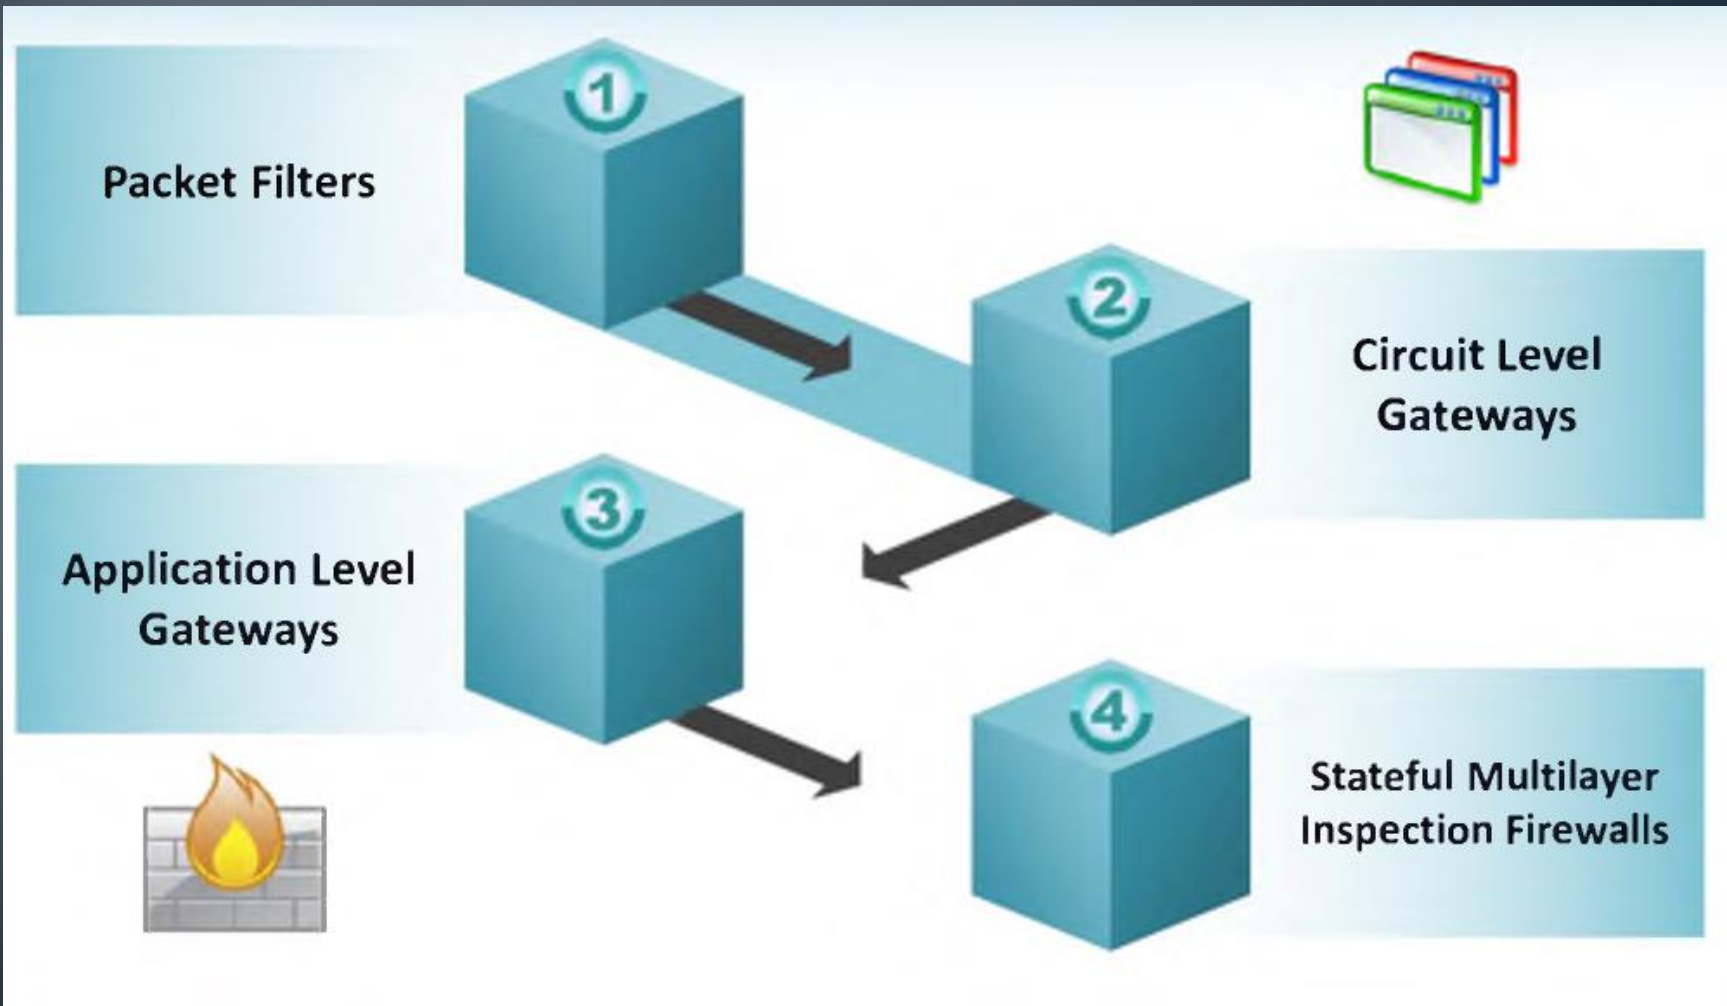 1
Packet Filters
2
Circuit Level
Gateways
3
Application Level
Gateways
4
Stateful Multilayer
Inspection Firewalls